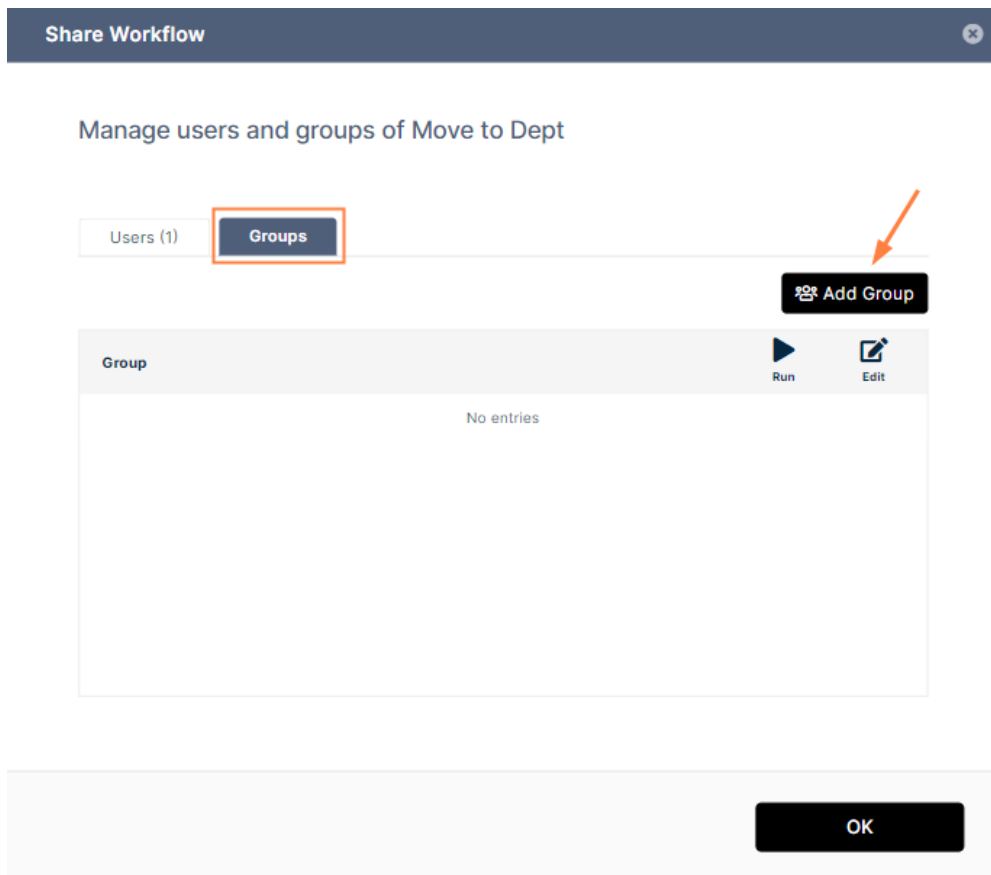 Share Workflow
Manage users and groups of Move to Dept
Users (1)
Groups
Add Group
Group
Run
Edit
No entries
OK